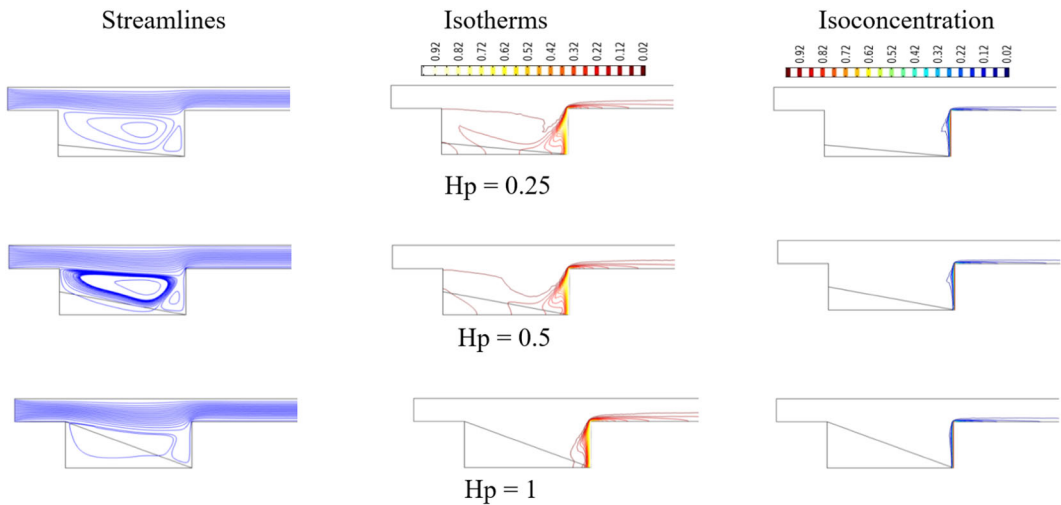 Streamlines Isotherms Isoconcentration
0.92 0.82 0.72 0.62 0.52 0.42 0.32 0.22 0.12 0.02
0.92 0.82 0.72 0.62 0.52 0.42 0.32 0.22 0.12 0.02
Hp = 0.25
Hp = 0.5
Hp = 1